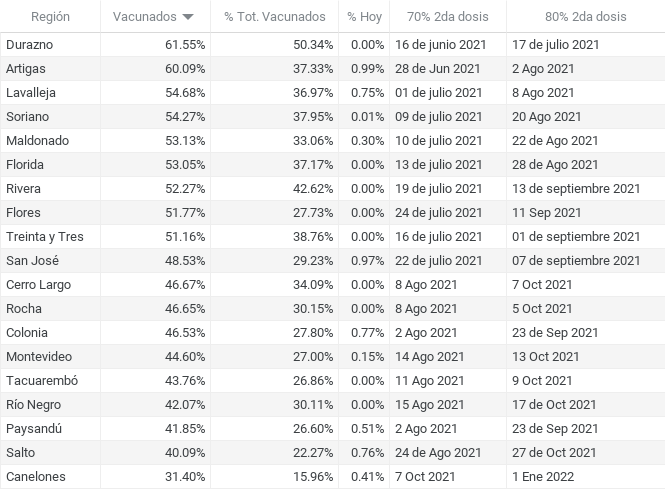 Región Vacunados % Tot. Vacunados % Hoy 70% 2da dosis 80% 2da dosis
Durazno 61.55% 50.34% 0.00% 16 de junio 2021 17 de julio 2021
Artigas 60.09% 37.33% 0.99% 28 de Jun 2021 2 Ago 2021
Lavalleja 54.68% 36.97% 0.75% 01 de julio 2021 8 Ago 2021
Soriano 54.27% 37.95% 0.01% 09 de julio 2021 20 Ago 2021
Maldonado 53.13% 33.06% 0.30% 10 de julio 2021 22 de Ago 2021
Florida 53.05% 37.17% 0.00% 13 de julio 2021 28 de Ago 2021
Rivera 52.27% 42.62% 0.00% 19 de julio 2021 13 de septiembre 2021
Flores 51.77% 27.73% 0.00% 24 de julio 2021 11 Sep 2021
Treinta y Tres 51.16% 38.76% 0.00% 16 de julio 2021 01 de septiembre 2021
San José 48.53% 29.23% 0.97% 22 de julio 2021 07 de septiembre 2021
Cerro Largo 46.67% 34.09% 0.00% 8 Ago 2021 7 Oct 2021
Rocha 46.65% 30.15% 0.00% 8 Ago 2021 5 Oct 2021
Colonia 46.53% 27.80% 0.77% 2 Ago 2021 23 de Sep 2021
Montevideo 44.60% 27.00% 0.15% 14 Ago 2021 13 Oct 2021
Tacuarembó 43.76% 26.86% 0.00% 11 Ago 2021 9 Oct 2021
Río Negro 42.07% 30.11% 0.00% 15 Ago 2021 17 de Oct 2021
Paysandú 41.85% 26.60% 0.51% 2 Ago 2021 23 de Sep 2021
Salto 40.09% 22.27% 0.76% 24 de Ago 2021 27 de Oct 2021
Canelones 31.40% 15.96% 0.41% 7 Oct 2021 1 Ene 2022